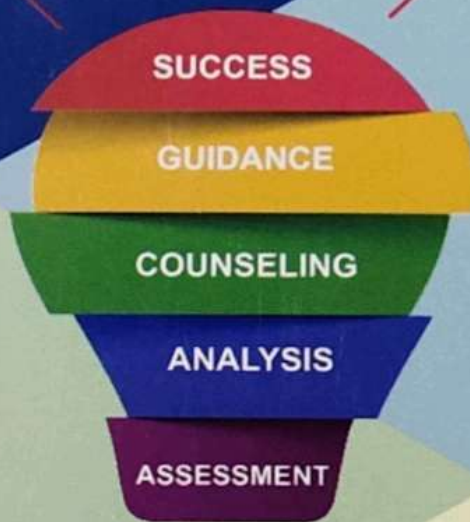 SUCCESS
GUIDANCE
COUNSELING
ANALYSIS
ASSESSMENT